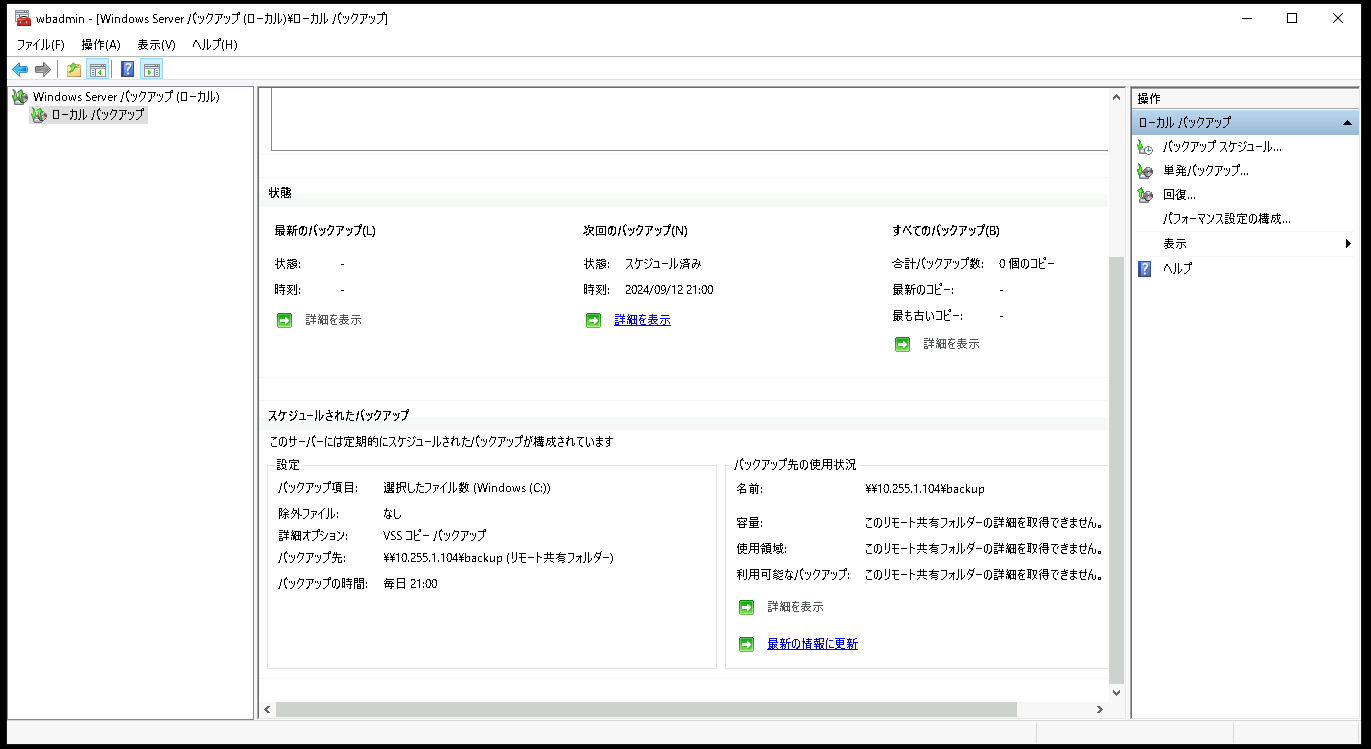 wbadmin - [Windows Server バックアップ (ローカル)¥ローカル バックアップ]
ファイル(F) 操作(A) 表示(V) ヘルプ(H)
Windows Server バックアップ (ローカル)
ローカル バックアップ
状態
最新のバックアップ(L)
状態: -
時刻: -
詳細を表示
次回のバックアップ(N)
状態: スケジュール済み
時刻: 2024/09/12 21:00
詳細を表示
すべてのバックアップ(B)
合計バックアップ数: 0 個のコピー
最新のコピー: -
最も古いコピー: -
詳細を表示
スケジュールされたバックアップ
このサーバーには定期的にスケジュールされたバックアップが構成されています
設定
バックアップ項目: 選択したファイル数 (Windows (C:))
除外ファイル: なし
詳細オプション: VSS コピー バックアップ
バックアップ先: ¥¥10.255.1.104¥backup (リモート共有フォルダー)
バックアップの時間: 毎日 21:00
バックアップ先の使用状況
名前: ¥¥10.255.1.104¥backup
容量: このリモート共有フォルダーの詳細を取得できません。
使用領域: このリモート共有フォルダーの詳細を取得できません。
利用可能なバックアップ: このリモート共有フォルダーの詳細を取得できません。
詳細を表示
最新の情報に更新
操作
ローカル バックアップ
バックアップ スケジュール...
単発バックアップ...
回復...
パフォーマンス設定の構成...
表示
ヘルプ